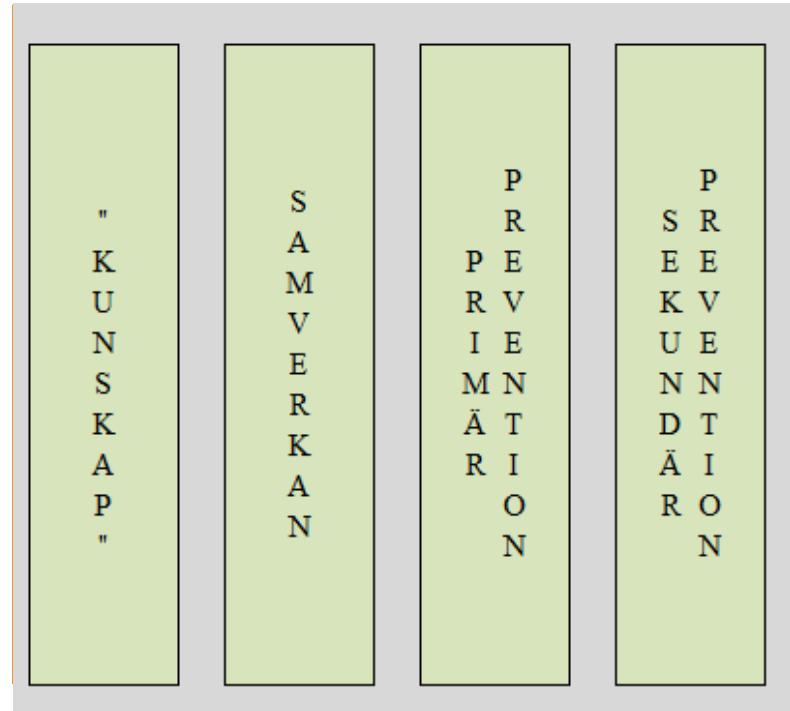 "KUNSKAP"
SAMVERKAN
PRIMÄR
PREVENTION
SEKUNDÄR
PREVENTION